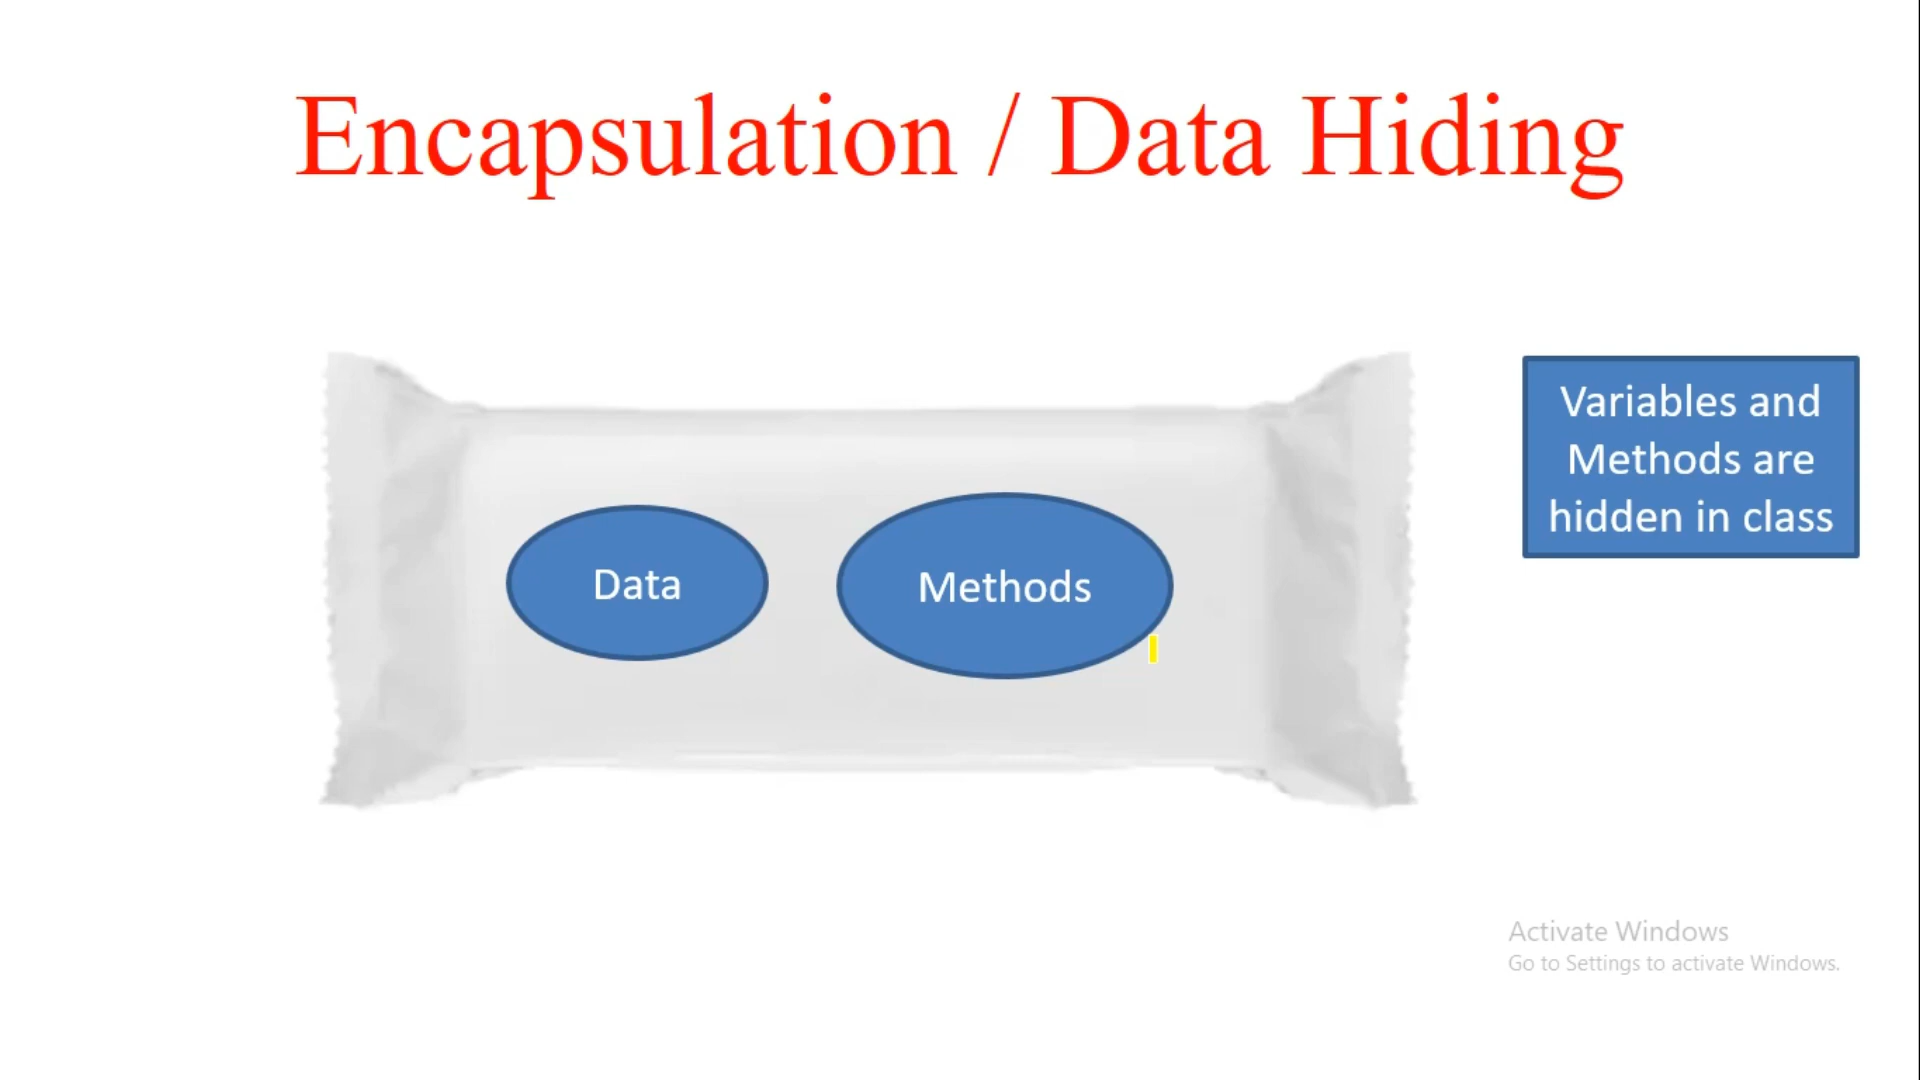 Encapsulation / Data Hiding
Variables and
Methods are
hidden in class
Data
Methods
Activate Windows
Go to Settings to activate Windows.